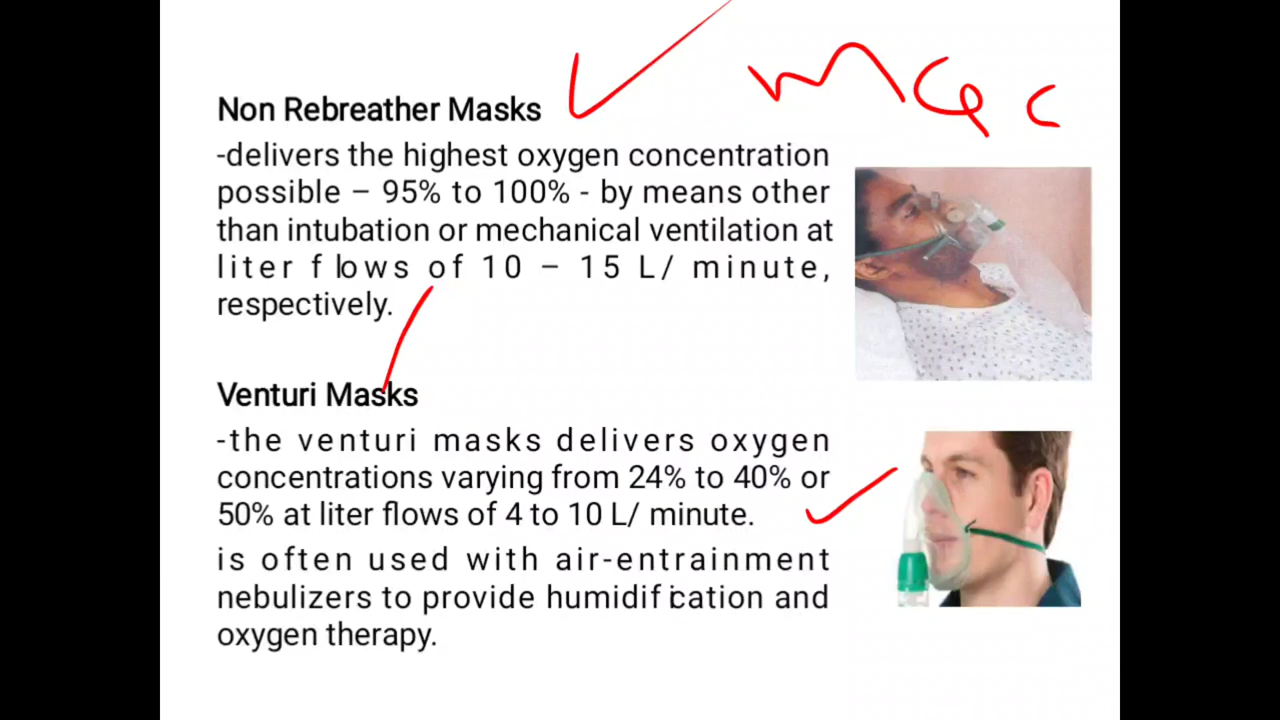 Non Rebreather Masks
mcq c
-delivers the highest oxygen concentration
possible – 95% to 100% - by means other
than intubation or mechanical ventilation at
liter flows of 10 – 15 L/ minute,
respectively.
Venturi Masks
-the venturi masks delivers oxygen
concentrations varying from 24% to 40% or
50% at liter flows of 4 to 10 L/ minute.
is often used with air-entrainment
nebulizers to provide humidification and
oxygen therapy.